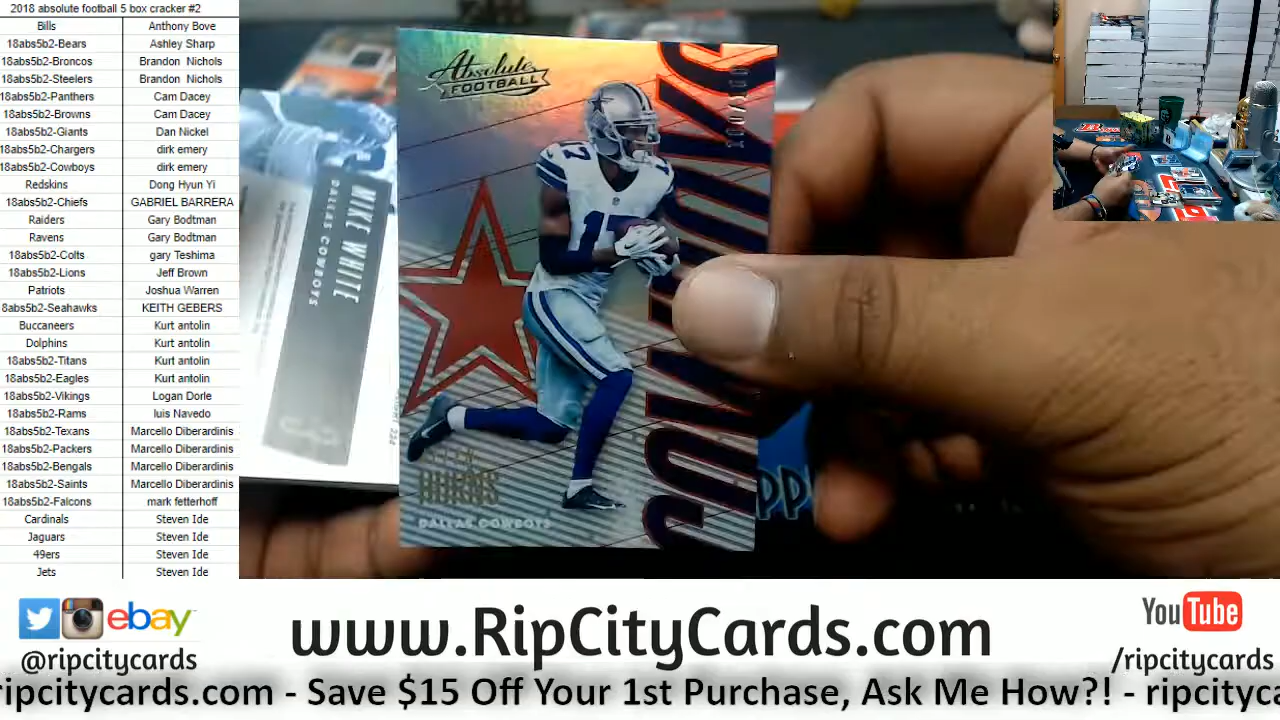 2018 absolute football 5 box cracker #2
Bills Anthony Bove
18abs5b2-Bears Ashley Sharp
18abs5b2-Broncos Brandon Nichols
18abs5b2-Steelers Brandon Nichols
18abs5b2-Panthers Cam Dacey
18abs5b2-Browns Cam Dacey
18abs5b2-Giants Dan Nickel
18abs5b2-Chargers dirk emery
18abs5b2-Cowboys dirk emery
Redskins Dong Hyun Yi
18abs5b2-Chiefs GABRIEL BARRERA
Raiders Gary Bodtman
Ravens Gary Bodtman
18abs5b2-Colts gary Teshima
18abs5b2-Lions Jeff Brown
Patriots Joshua Warren
8abs5b2-Seahawks KEITH GEBERS
Buccaneers Kurt antolin
Dolphins Kurt antolin
18abs5b2-Titans Kurt antolin
18abs5b2-Eagles Kurt antolin
18abs5b2-Vikings Logan Dorle
18abs5b2-Rams luis Navedo
18abs5b2-Texans Marcello Diberardinis
18abs5b2-Packers Marcello Diberardinis
18abs5b2-Bengals Marcello Diberardinis
18abs5b2-Saints Marcello Diberardinis
18abs5b2-Falcons mark fetterhoff
Cardinals Steven Ide
Jaguars Steven Ide
49ers Steven Ide
Jets Steven Ide
MIKE WHITE
DALLAS COWBOYS
Absolute
FOOTBALL
17
17
HURNS
DALLAS COWBOYS
ebay
@ripcitycards
www.RipCityCards.com
YouTube
/ripcitycards
ripcitycards.com - Save $15 Off Your 1st Purchase, Ask Me How?! - ripcityca